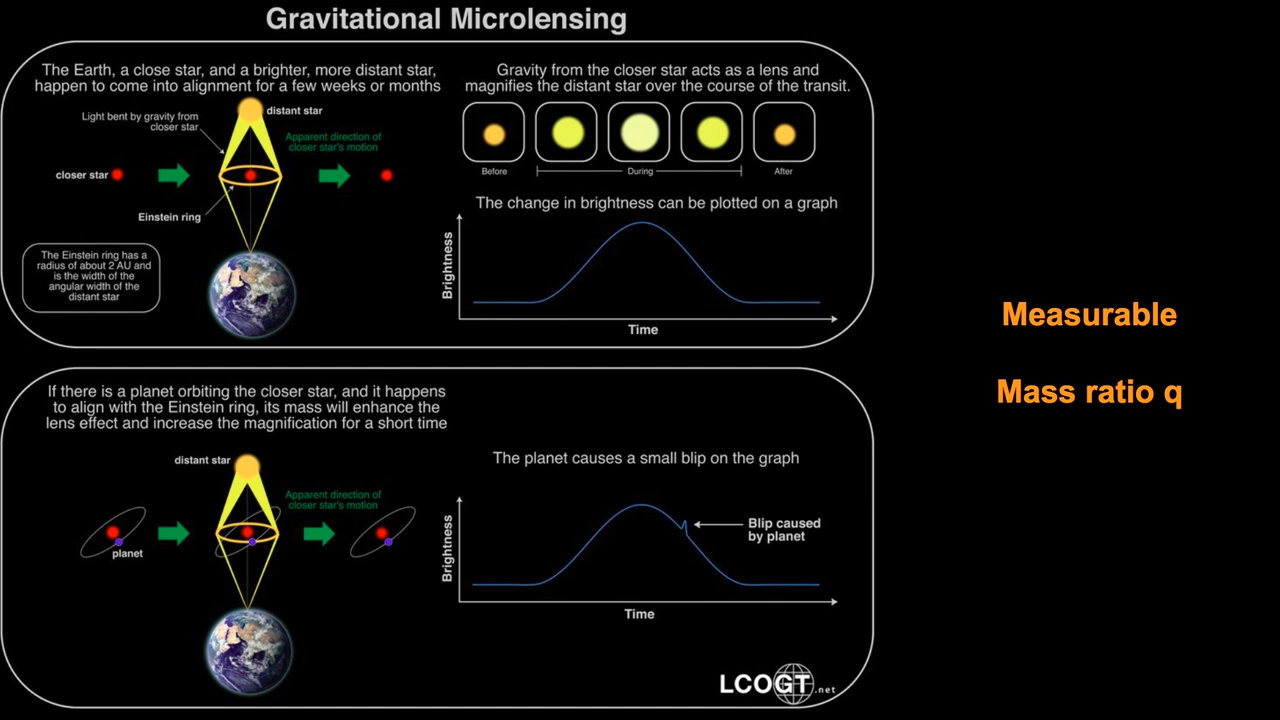 Gravitational Microlensing
The Earth, a close star, and a brighter, more distant star,
happen to come into alignment for a few weeks or months
Light bent by gravity from
closer star
distant star
Apparent direction of
closer star's motion
closer star
Einstein ring
The Einstein ring has a
radius of about 2 AU and
is the width of the
angular width of the
distant star
Gravity from the closer star acts as a lens and
magnifies the distant star over the course of the transit.
Before
During
After
The change in brightness can be plotted on a graph
Brightness
Time
If there is a planet orbiting the closer star, and it happens
to align with the Einstein ring, its mass will enhance the
lens effect and increase the magnification for a short time
distant star
Apparent direction of
closer star's motion
planet
The planet causes a small blip on the graph
Brightness
Blip caused
by planet
Time
LCOGT.net
Measurable
Mass ratio q